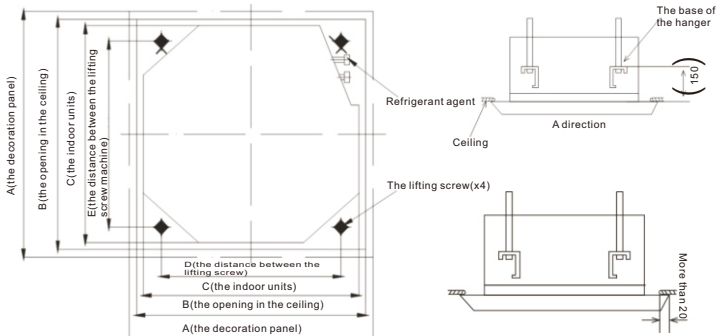 A(the decoration panel)
B(the opening in the ceiling)
C(the indoor units)
E(the distance between the lifting
screw machine)
Refrigerant agent
The lifting screw(x4)
D(the distance between the
lifting screw)
C(the indoor units)
B(the opening in the ceiling)
A(the decoration panel)
The base of
the hanger
(150)
Ceiling
A direction
More than 20